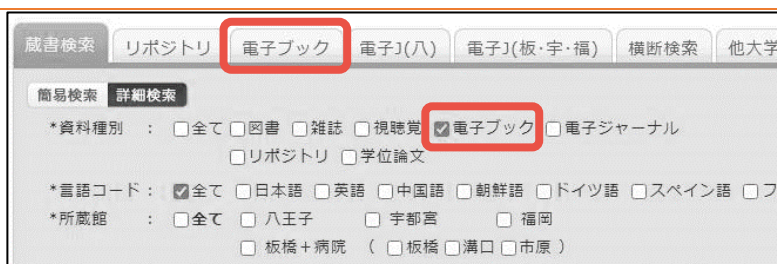 蔵書検索 リポジトリ 電子ブック 電子J(八) 電子J(板・宇・福) 横断検索 他大学
簡易検索 詳細検索
*資料種別 : □全て □図書 □雑誌 □視聴覚 ☑電子ブック □電子ジャーナル
□リポジトリ □学位論文
*言語コード : ☑全て □日本語 □英語 □中国語 □朝鮮語 □ドイツ語 □スペイン語 □フ
*所蔵館 : □全て □ 八王子 □ 宇都宮 □ 福岡
□ 板橋+病院 ( □板橋 □溝口 □市原 )